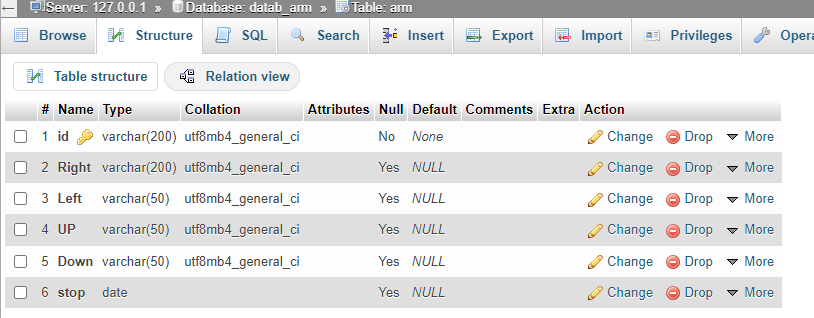 Server: 127.0.0.1 » Database: datab_arm » Table: arm
Browse Structure SQL Search Insert Export Import Privileges Opera
Table structure Relation view
# Name Type Collation Attributes Null Default Comments Extra Action
1 id varchar(200) utf8mb4_general_ci No None Change Drop More
2 Right varchar(200) utf8mb4_general_ci Yes NULL Change Drop More
3 Left varchar(50) utf8mb4_general_ci Yes NULL Change Drop More
4 UP varchar(50) utf8mb4_general_ci Yes NULL Change Drop More
5 Down varchar(50) utf8mb4_general_ci Yes NULL Change Drop More
6 stop date Yes NULL Change Drop More